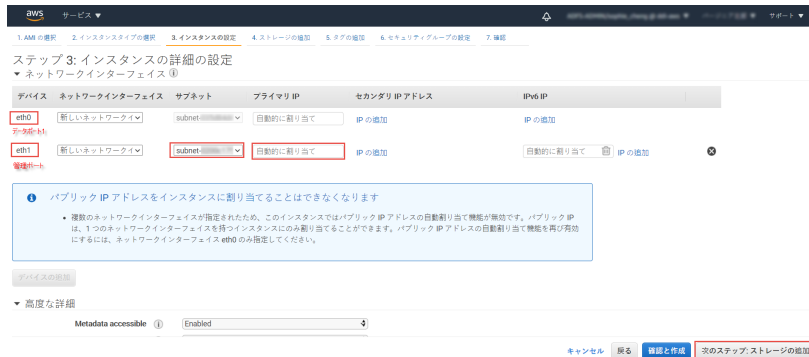 aws サービス ▼ サポート ▼
1. AMI の選択 2. インスタンスタイプの選択 3. インスタンスの設定 4. ストレージの追加 5. タグの追加 6. セキュリティグループの設定 7. 確認
ステップ 3: インスタンスの詳細の設定
▼ ネットワークインターフェイス
デバイス ネットワークインターフェイス サブネット プライマリ IP セカンダリ IP アドレス IPv6 IP
eth0 新しいネットワークイ subnet- 自動的に割り当て IP の追加 IP の追加
データポート1
eth1 新しいネットワークイ subnet- 自動的に割り当て IP の追加 自動的に割り当て IP の追加
管理ポート
パブリック IP アドレスをインスタンスに割り当てることはできなくなります
• 複数のネットワークインターフェイスが指定されたため、このインスタンスではパブリック IP アドレスの自動割り当て機能が無効です。パブリック IP
は、1 つのネットワークインターフェイスを持つインスタンスにのみ割り当てることができます。パブリック IP アドレスの自動割り当て機能を再び有効
にするには、ネットワークインターフェイス eth0 のみ指定してください。
デバイスの追加
▼ 高度な詳細
Metadata accessible Enabled
キャンセル 戻る 確認と作成 次のステップ: ストレージの追加